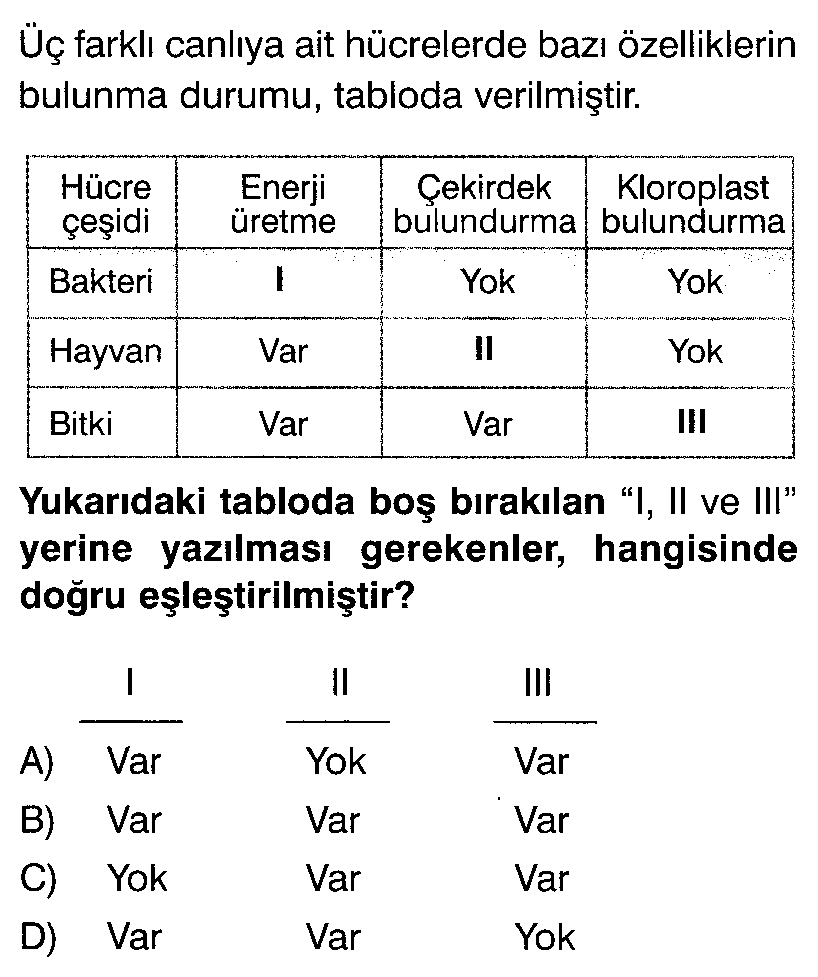 Üç farklı canlıya ait hücrelerde bazı özelliklerin
bulunma durumu, tabloda verilmiştir.
Hücre çeşidi Enerji üretme Çekirdek bulundurma Kloroplast bulundurma
Bakteri I Yok Yok
Hayvan Var II Yok
Bitki Var Var III
Yukarıdaki tabloda boş bırakılan “I, II ve III”
yerine yazılması gerekenler, hangisinde
doğru eşleştirilmiştir?
I II III
A) Var Yok Var
B) Var Var Var
C) Yok Var Var
D) Var Var Yok